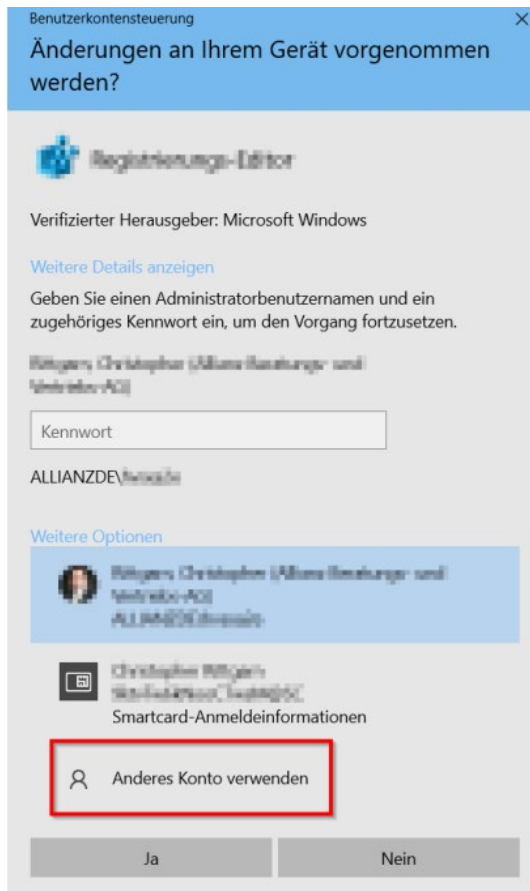 Benutzerkontensteuerung
Änderungen an Ihrem Gerät vorgenommen
werden?
Registrierungs-Editor
Verifizierter Herausgeber: Microsoft Windows
Weitere Details anzeigen
Geben Sie einen Administratorbenutzernamen und ein
zugehöriges Kennwort ein, um den Vorgang fortzusetzen.
Kennwort
ALLIANZDE\
Weitere Optionen
Smartcard-Anmeldeinformationen
Anderes Konto verwenden
Ja
Nein